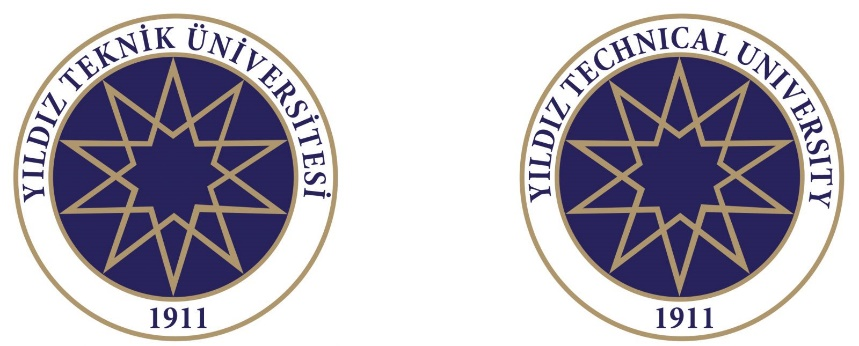 YILDIZ TEKNİK ÜNİVERSİTESİ
1911
YILDIZ TECHNICAL UNIVERSITY
1911